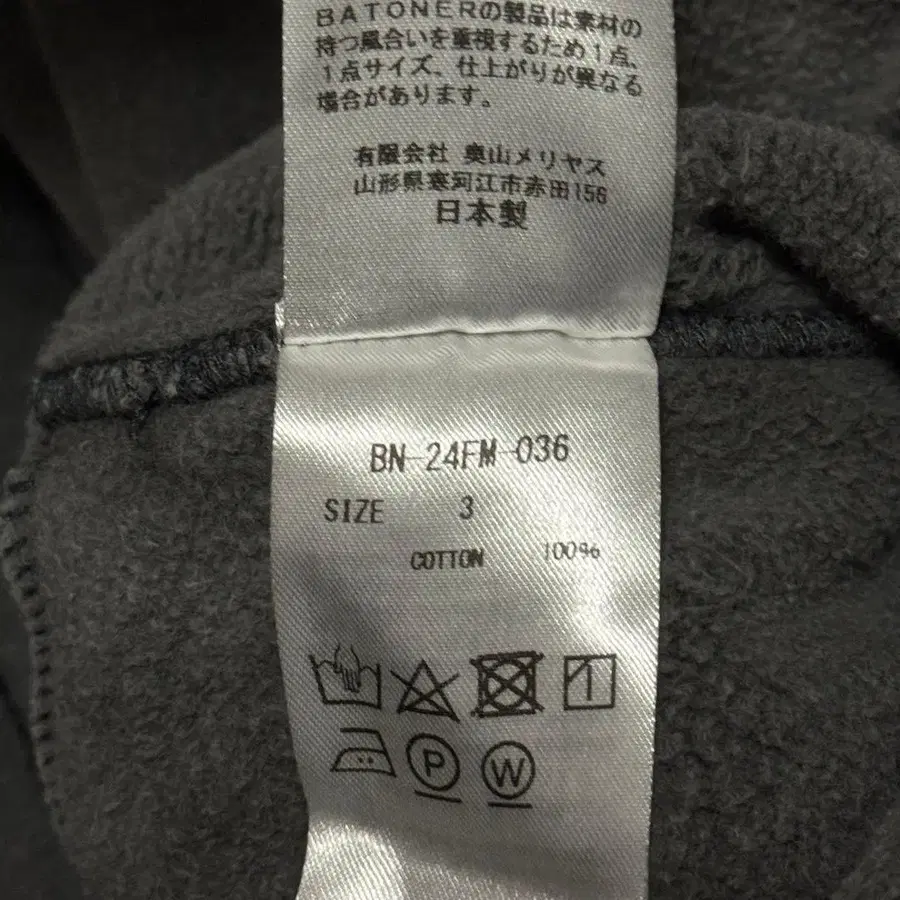 BATONERの製品は素材の
持つ風合いを重視するため1点、
1点サイズ、仕上がりが異なる
場合があります。
有限会社 奥山メリヤス
山形県寒河江市赤田156
日本製
BN-24FM-036
SIZE 3
COTTON 100%
P W